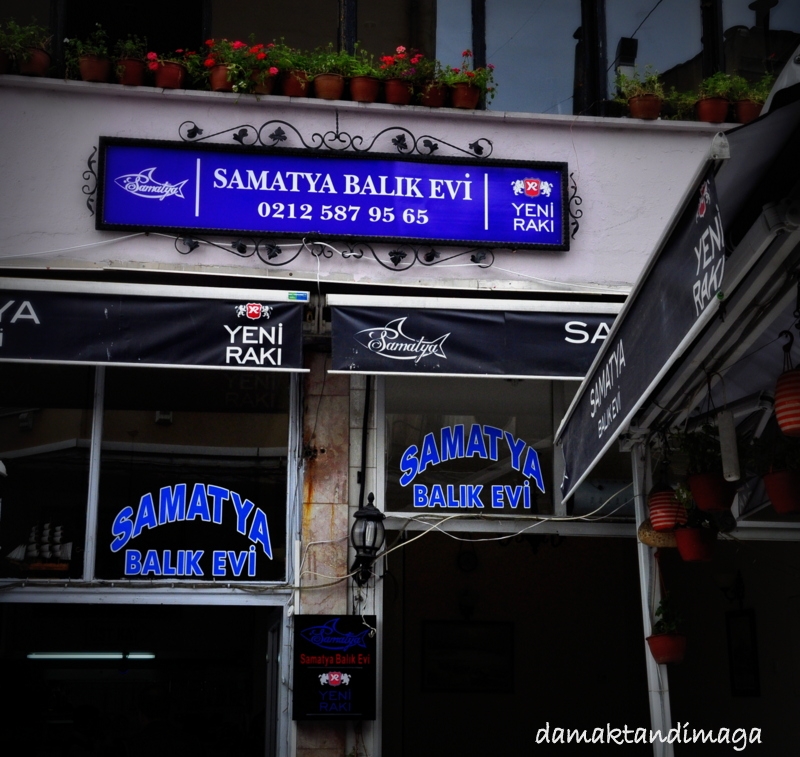 Samatya
SAMATYA BALIK EVİ
0212 587 95 65
YENİ
RAKI
YENİ
RAKI
Samatya
SA
YENİ
RAKI
SAMATYA
BALIK EVİ
SAMATYA
BALIK EVİ
SAMATYA
BALIK EVİ
Samatya
Samatya Balık Evi
YENİ
RAKI
damaktandimaga